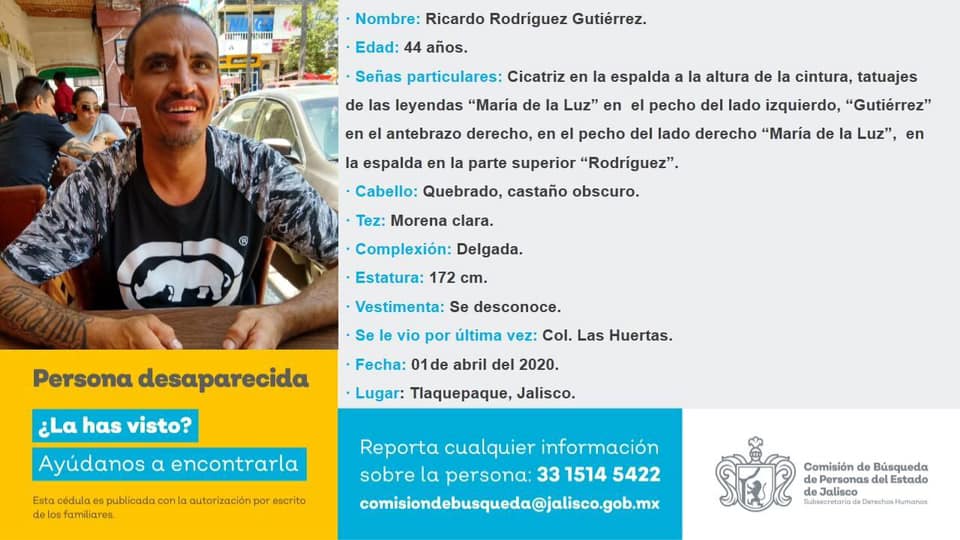 · Nombre: Ricardo Rodríguez Gutiérrez.
· Edad: 44 años.
· Señas particulares: Cicatriz en la espalda a la altura de la cintura, tatuajes
de las leyendas “María de la Luz” en el pecho del lado izquierdo, “Gutiérrez”
en el antebrazo derecho, en el pecho del lado derecho “María de la Luz”, en
la espalda en la parte superior “Rodríguez”.
· Cabello: Quebrado, castaño obscuro.
· Tez: Morena clara.
· Complexión: Delgada.
· Estatura: 172 cm.
· Vestimenta: Se desconoce.
· Se le vio por última vez: Col. Las Huertas.
· Fecha: 01 de abril del 2020.
· Lugar: Tlaquepaque, Jalisco.
Persona desaparecida
¿La has visto?
Ayúdanos a encontrarla
Esta cédula es publicada con la autorización por escrito
de los familiares.
Reporta cualquier información
sobre la persona: 33 1514 5422
comisiondebusqueda@jalisco.gob.mx
Comisión de Búsqueda
de Personas del Estado
de Jalisco
Subsecretaría de Derechos Humanos